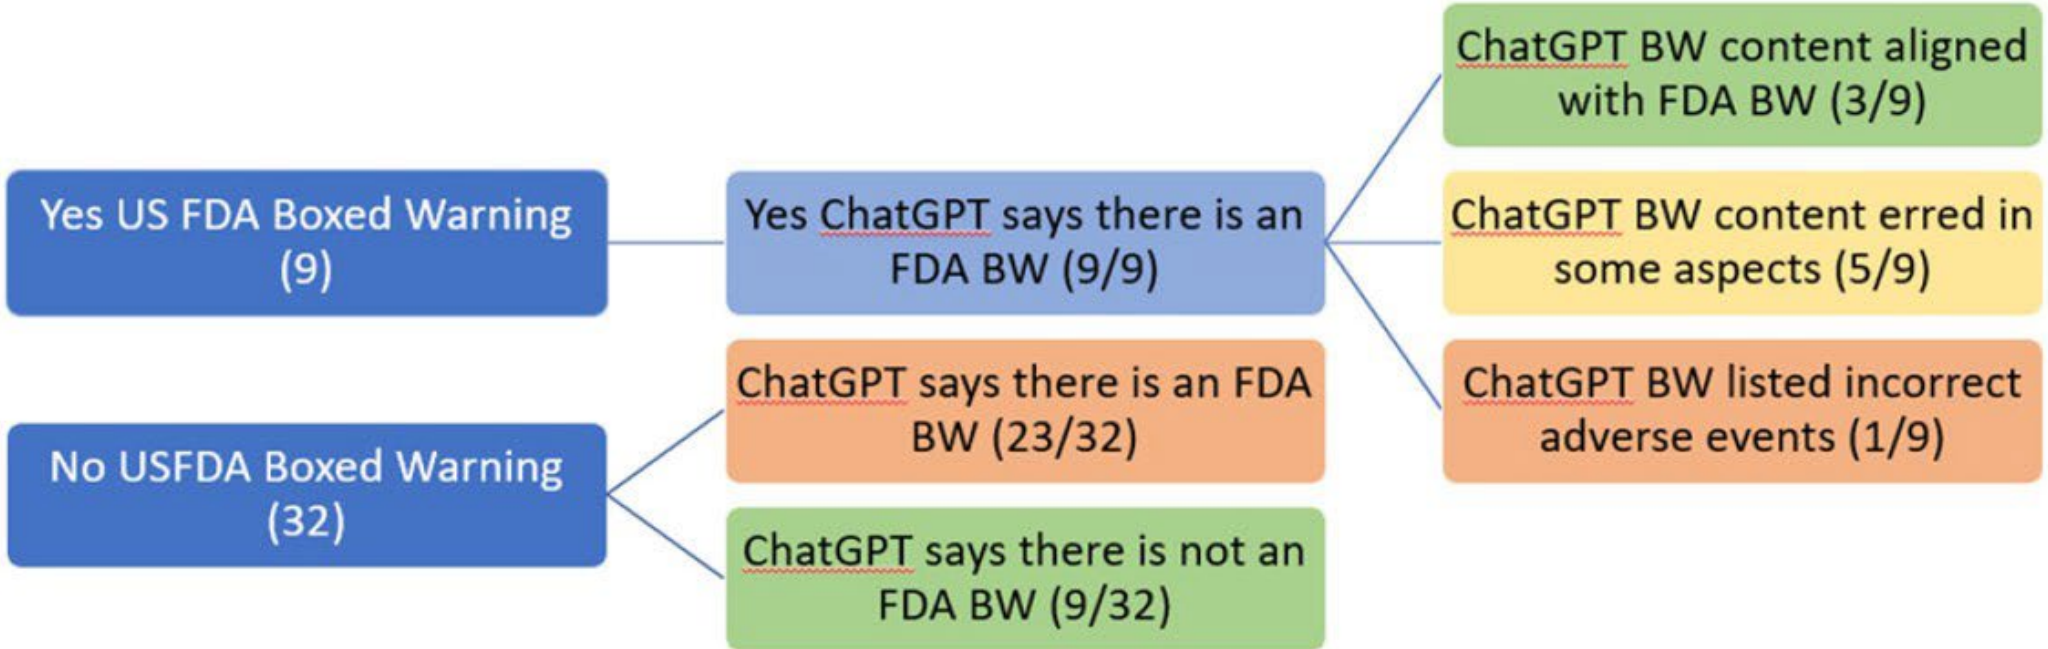 Yes US FDA Boxed Warning
(9)
No USFDA Boxed Warning
(32)
Yes ChatGPT says there is an
FDA BW (9/9)
ChatGPT says there is an FDA
BW (23/32)
ChatGPT says there is not an
FDA BW (9/32)
ChatGPT BW content aligned
with FDA BW (3/9)
ChatGPT BW content erred in
some aspects (5/9)
ChatGPT BW listed incorrect
adverse events (1/9)